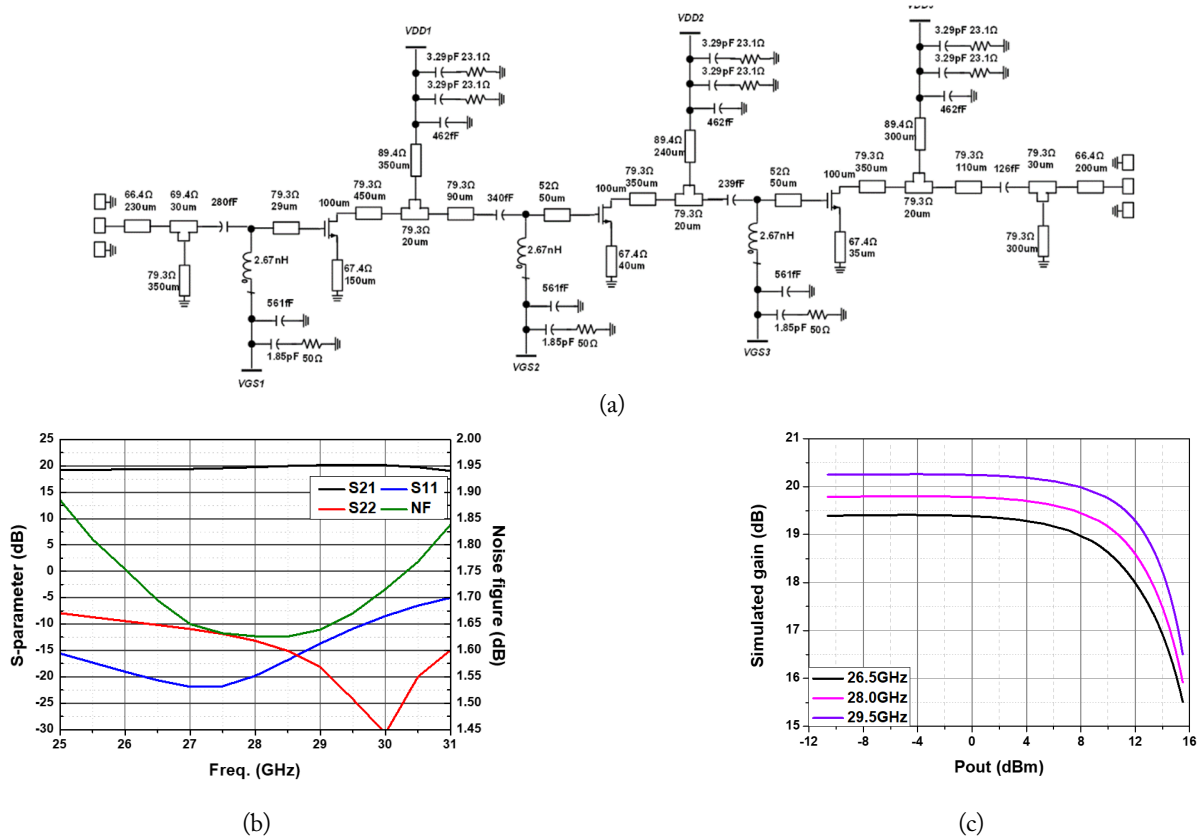 VDD1
3.29pF 23.1Ω
3.29pF 23.1Ω
462fF
89.4Ω
350um
66.4Ω
230um
69.4Ω
30um
280fF
79.3Ω
29um
100um
79.3Ω
450um
79.3Ω
20um
79.3Ω
90um
340fF
79.3Ω
350um
2.67nH
67.4Ω
150um
561fF
1.85pF
50Ω
VGS1
VDD2
3.29pF 23.1Ω
3.29pF 23.1Ω
462fF
89.4Ω
240um
52Ω
50um
100um
79.3Ω
350um
79.3Ω
20um
239fF
2.67nH
67.4Ω
40um
561fF
1.85pF
50Ω
VGS2
3.29pF 23.1Ω
3.29pF 23.1Ω
462fF
89.4Ω
300um
52Ω
50um
100um
79.3Ω
350um
79.3Ω
20um
79.3Ω
110um
126fF
79.3Ω
30um
66.4Ω
200um
79.3Ω
300um
2.67nH
67.4Ω
35um
561fF
1.85pF
50Ω
VGS3
(a)
S-parameter (dB)
25
20
15
10
5
0
-5
-10
-15
-20
-25
-30
S21
S11
S22
NF
2.00
1.95
1.90
1.85
1.80
1.75
1.70
1.65
1.60
1.55
1.50
1.45
Noise figure (dB)
25
26
27
28
29
30
31
Freq. (GHz)
(b)
Simulated gain (dB)
21
20
19
18
17
16
15
26.5GHz
28.0GHz
29.5GHz
-12
-8
-4
0
4
8
12
16
Pout (dBm)
(c)